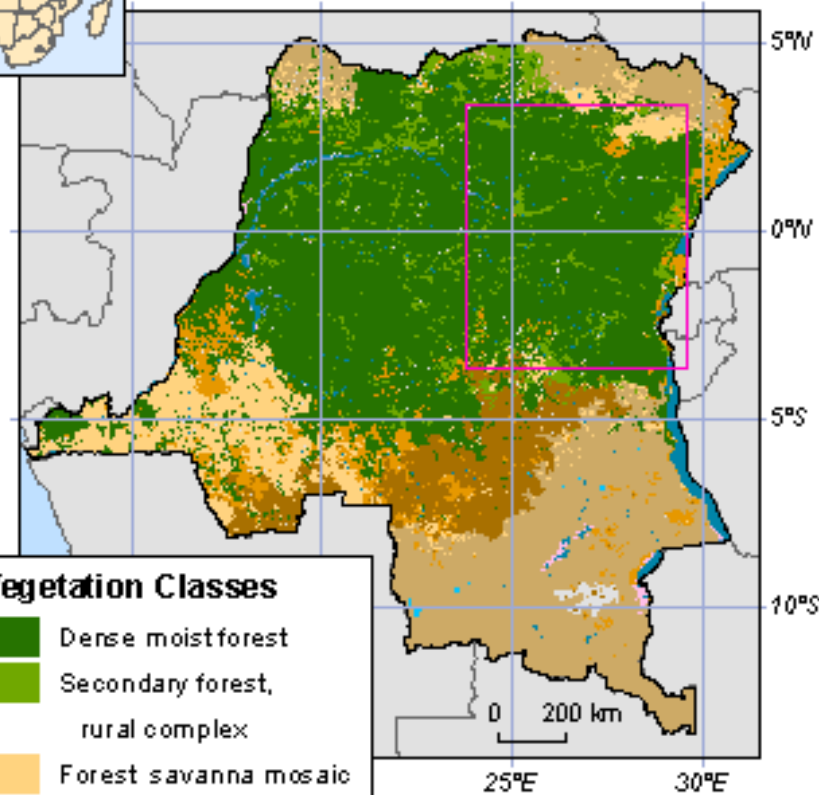 5°N
0°N
5°S
10°S
Vegetation Classes
Dense moist forest
Secondary forest,
rural complex
Forest savanna mosaic
0 200 km
25°E 30°E